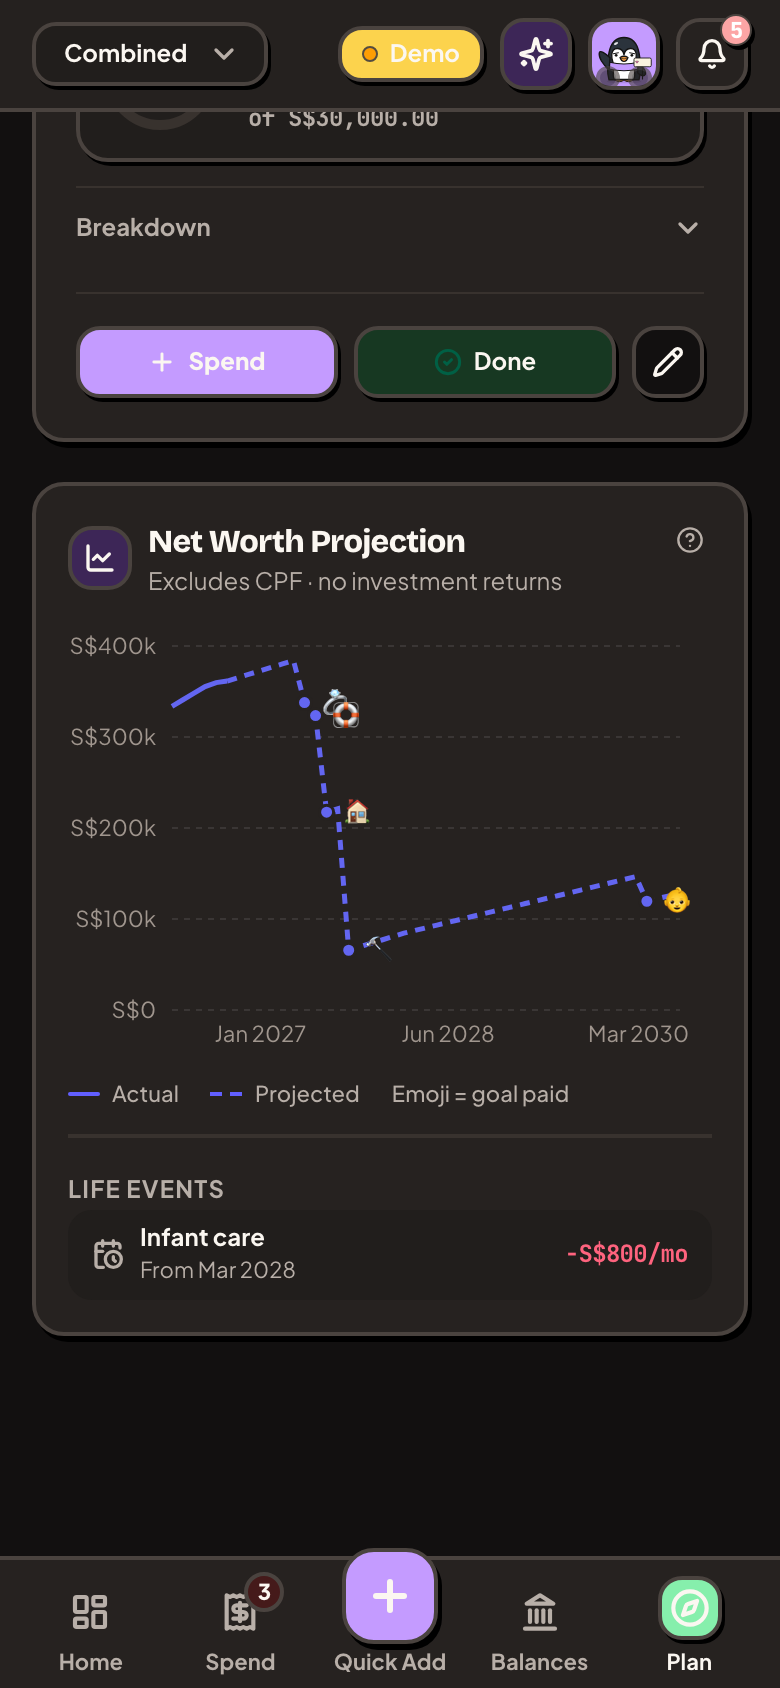 Combined
Demo
5
of S$30,000.00
Breakdown
+ Spend
Done
Net Worth Projection
Excludes CPF · no investment returns
S$400k
S$300k
S$200k
S$100k
S$0
Jan 2027
Jun 2028
Mar 2030
Actual
Projected
Emoji = goal paid
LIFE EVENTS
Infant care
From Mar 2028
-S$800/mo
Home
3
Spend
Quick Add
Balances
Plan